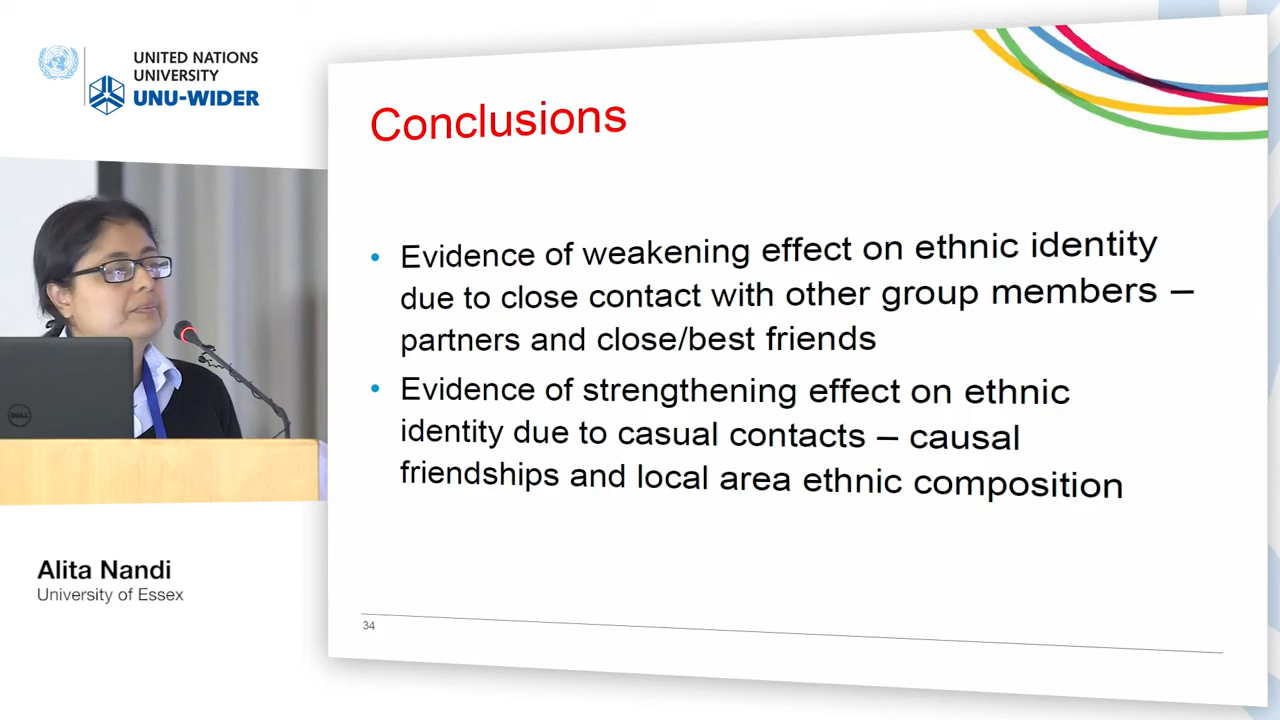 UNITED NATIONS
UNIVERSITY
UNU-WIDER
Conclusions
• Evidence of weakening effect on ethnic identity
due to close contact with other group members –
partners and close/best friends
• Evidence of strengthening effect on ethnic
identity due to casual contacts – causal
friendships and local area ethnic composition
34
DELL
Alita Nandi
University of Essex